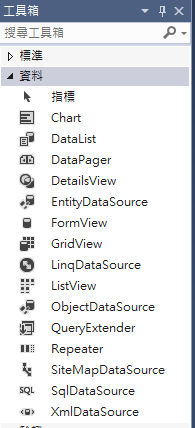 工具箱
搜尋工具箱
標準
資料
指標
Chart
DataList
DataPager
DetailsView
EntityDataSource
FormView
GridView
LinqDataSource
ListView
ObjectDataSource
QueryExtender
Repeater
SiteMapDataSource
SQL SqlDataSource
XmlDataSource